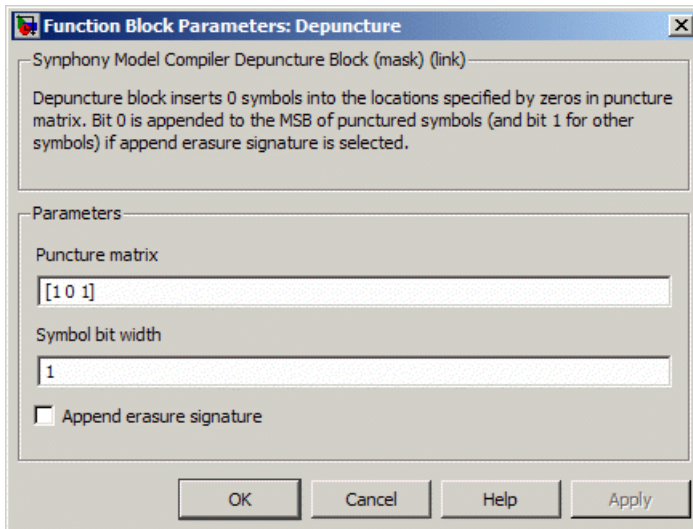 Function Block Parameters: Depuncture
Synphony Model Compiler Depuncture Block (mask) (link)
Depuncture block inserts 0 symbols into the locations specified by zeros in puncture
matrix. Bit 0 is appended to the MSB of punctured symbols (and bit 1 for other
symbols) if append erasure signature is selected.
Parameters
Puncture matrix
[1 0 1]
Symbol bit width
1
Append erasure signature
OK Cancel Help Apply